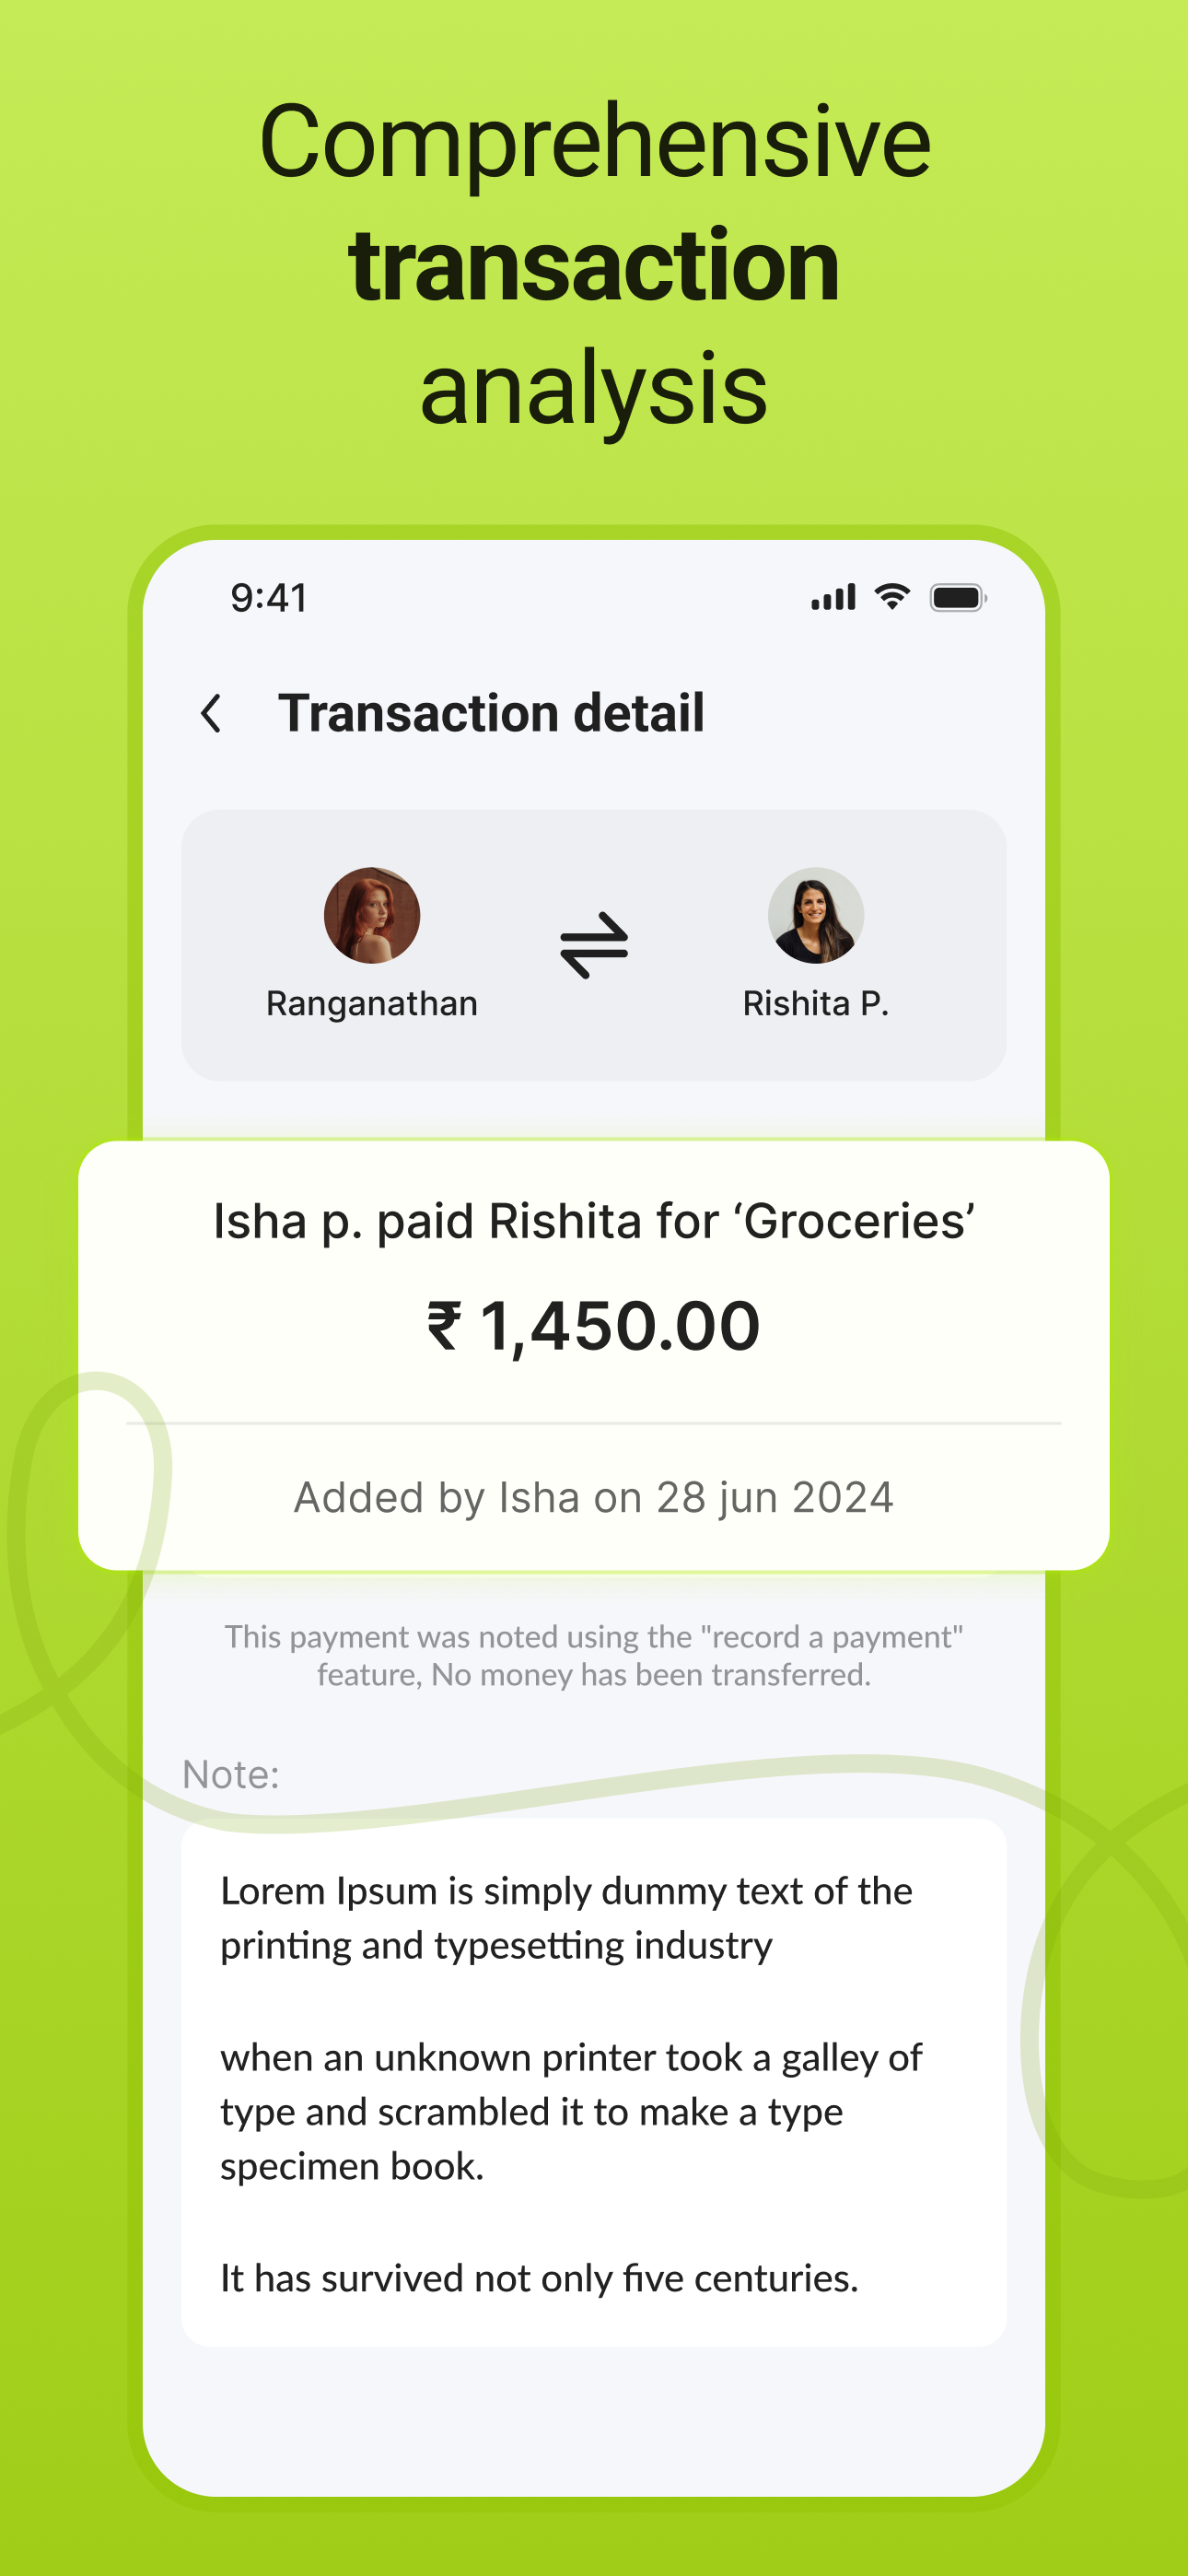 Comprehensive
transaction
analysis
9:41
Transaction detail
Ranganathan
Rishita P.
Isha p. paid Rishita for ‘Groceries’
₹ 1,450.00
Added by Isha on 28 jun 2024
This payment was noted using the "record a payment"
feature, No money has been transferred.
Note:
Lorem Ipsum is simply dummy text of the
printing and typesetting industry
when an unknown printer took a galley of
type and scrambled it to make a type
specimen book.
It has survived not only five centuries.